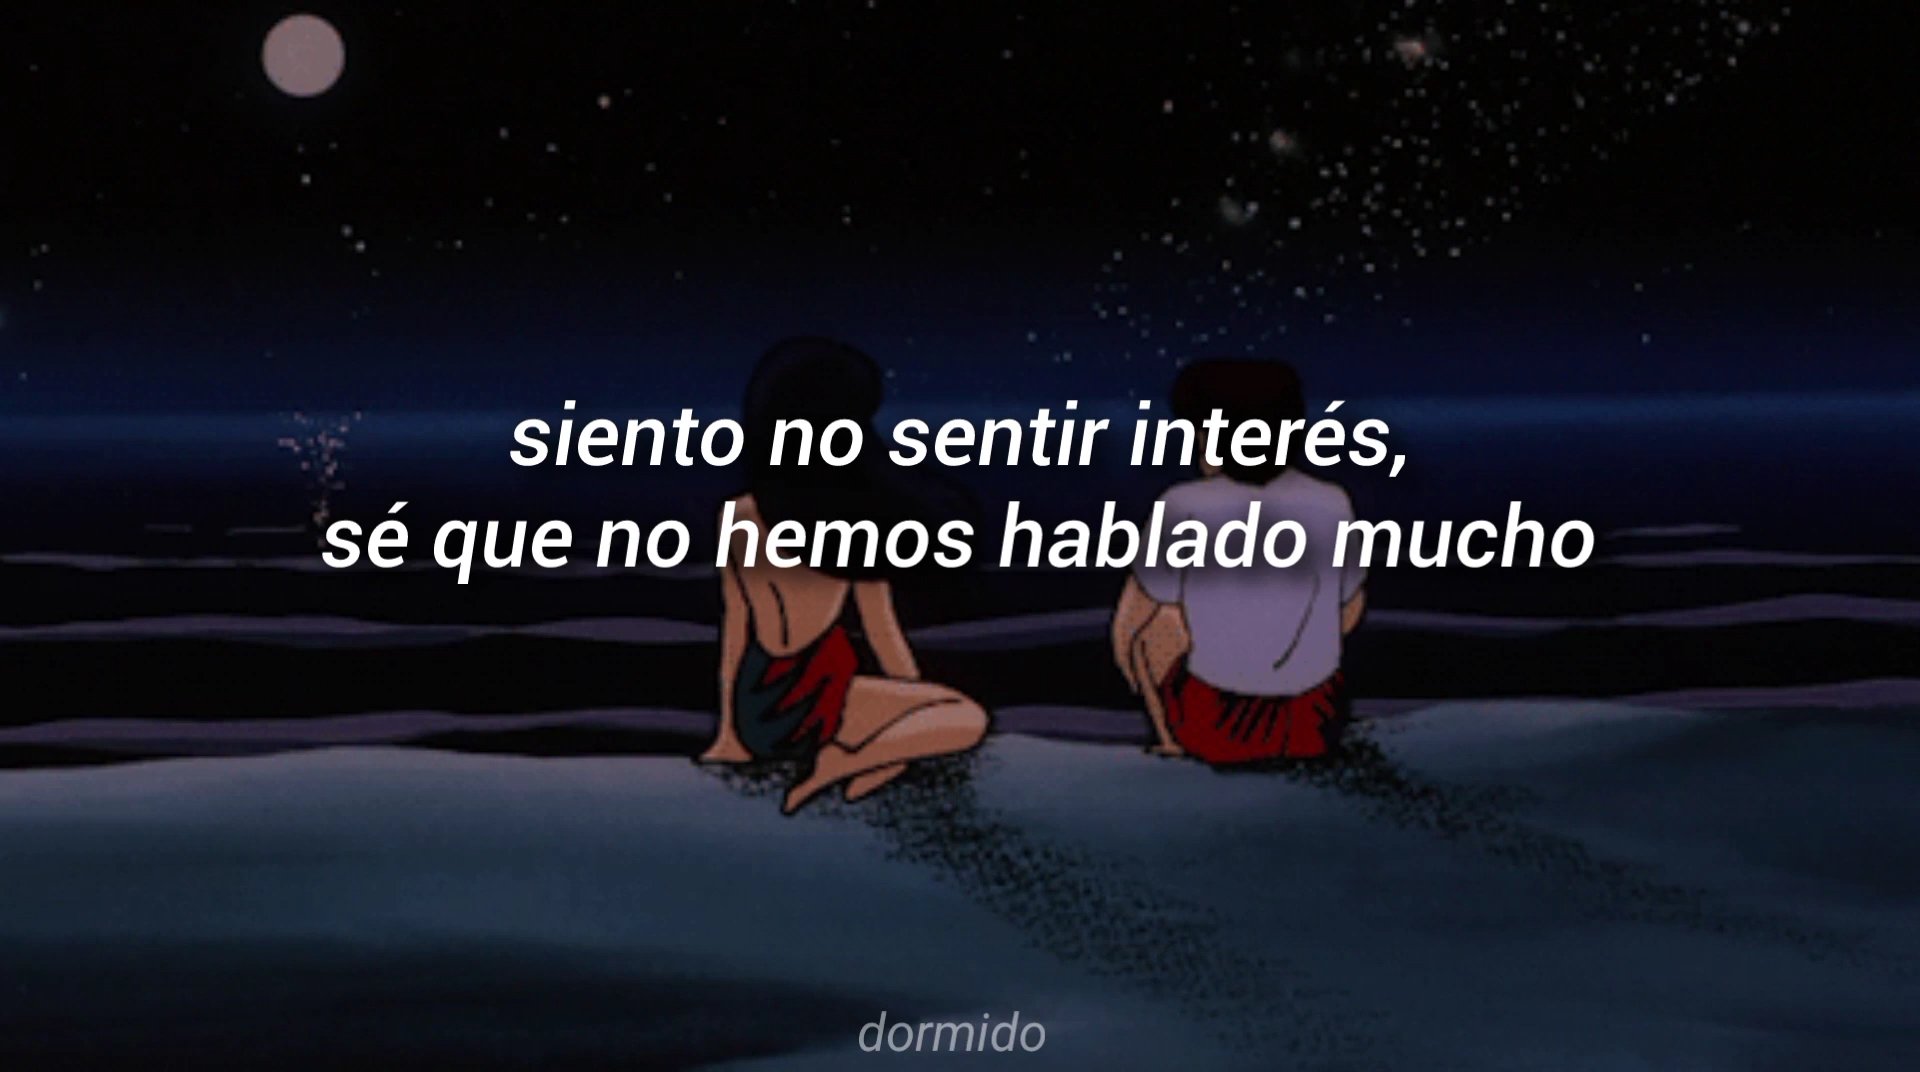 siento no sentir interés,
sé que no hemos hablado mucho
dormido